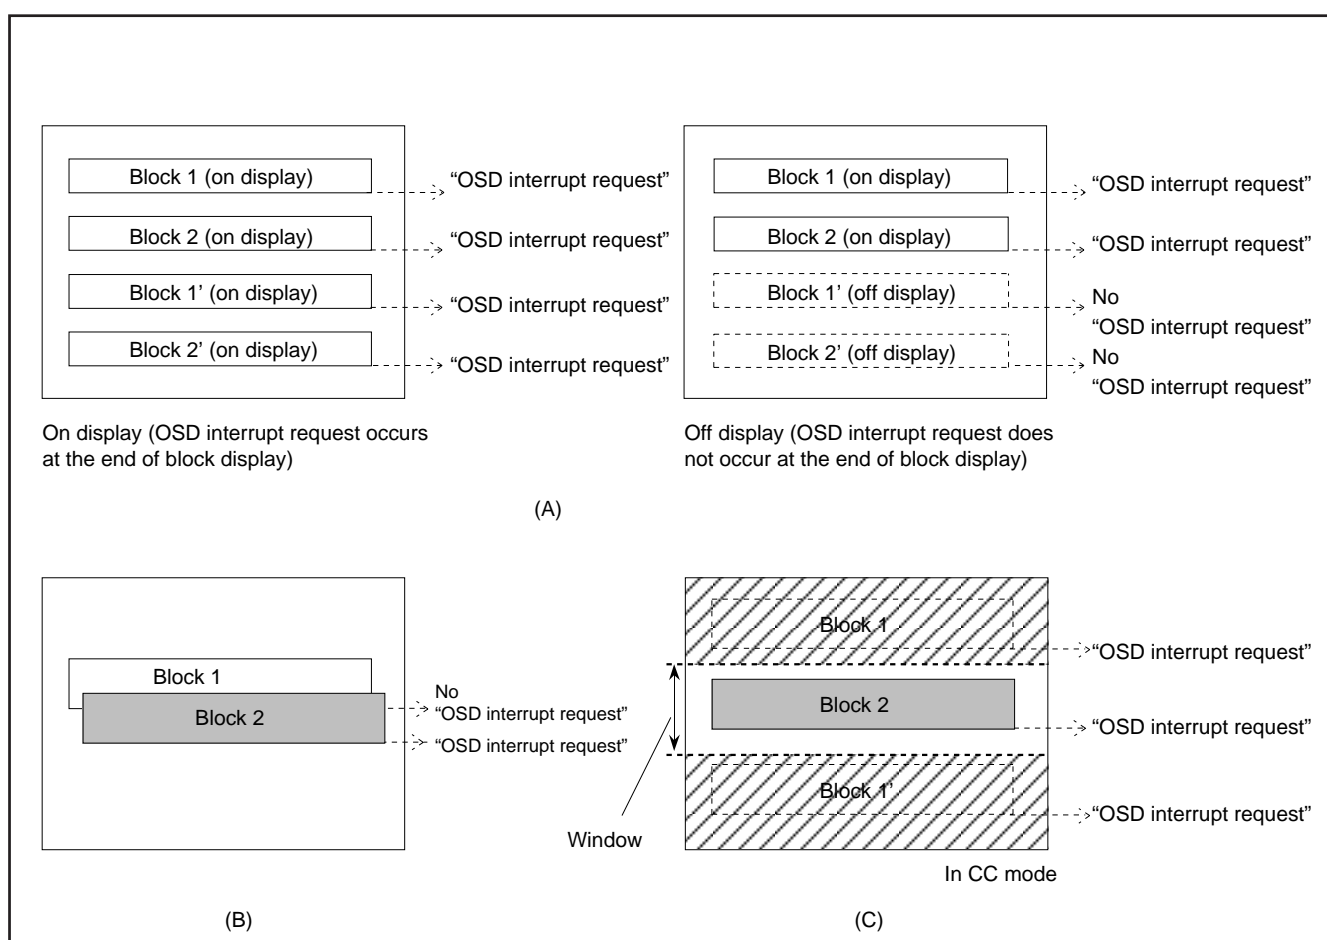 Block 1 (on display)
“OSD interrupt request”
Block 2 (on display)
“OSD interrupt request”
Block 1’ (on display)
“OSD interrupt request”
Block 2’ (on display)
“OSD interrupt request”
On display (OSD interrupt request occurs
at the end of block display)
Block 1 (on display)
“OSD interrupt request”
Block 2 (on display)
“OSD interrupt request”
Block 1’ (off display)
No
“OSD interrupt request”
Block 2’ (off display)
No
“OSD interrupt request”
Off display (OSD interrupt request does
not occur at the end of block display)
(A)
Block 1
Block 2
No
“OSD interrupt request”
“OSD interrupt request”
(B)
Block 1
“OSD interrupt request”
Block 2
“OSD interrupt request”
Block 1’
“OSD interrupt request”
Window
In CC mode
(C)